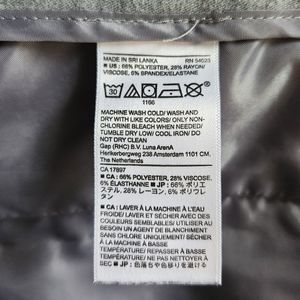 MADE IN SRI LANKA RN 54023
■ US : 66% POLYESTER, 28% RAYON/
VISCOSE, 6% SPANDEX/ELASTANE
30
1166
MACHINE WASH COLD/ WASH AND
DRY WITH LIKE COLORS/ ONLY NON-
CHLORINE BLEACH WHEN NEEDED/
TUMBLE DRY LOW/ COOL IRON/ DO
NOT DRY CLEAN
Gap (RHC) B.V. Luna ArenA
Herikerbergweg 238 Amsterdam 1101 CM.
The Netherlands
CA 17897
■ CA : 66% POLYESTER, 28% VISCOSE,
6% ÉLASTHANNE ■ JP : 66% ポリエ
ステル, 28% レーヨン, 6% ポリウレタン
■ CA : LAVER À LA MACHINE À L'EAU
FROIDE/ LAVER ET SÉCHER AVEC DES
COULEURS SEMBLABLES/ UTILISER AU
BESOIN UN AGENT DE BLANCHIMENT
SANS CHLORE/ SÉCHER À LA MACHINE
À BASSE TEMPÉRATURE/ REPASSER À
BASSE
TEMPÉRATURE/ NE PAS NETTOYER À
SEC ■ JP : 色落ちや色移りを避け